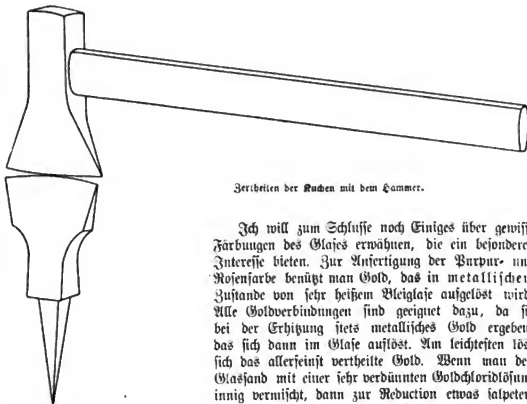 Zertheilen der Kuchen mit dem Hammer.
Ich will zum Schlusse noch Einiges über gewiss
Färbungen des Glases erwähnen, die ein besondere
Interesse bieten. Zur Anfertigung der Purpur- un
Rosenfarbe benützt man Gold, das in metallische
Zustande von sehr heißem Bleiglase aufgelöst wird
Alle Goldverbindungen sind geeignet dazu, da si
bei der Erhitzung stets metallisches Gold ergeben
das sich dann im Glase auflöst. Am leichtesten lös
sich das allerfeinst vertheilte Gold. Wenn man de
Glassand mit einer sehr verdünnten Goldchloridlösun
innig vermischt, dann zur Reduction etwas salpeter